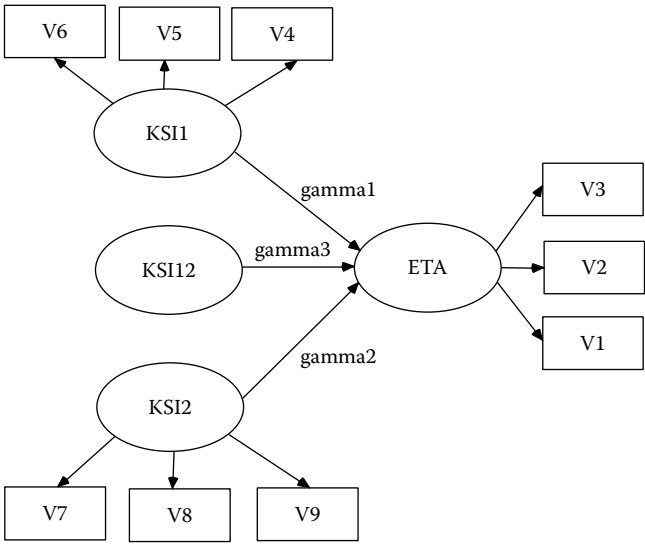 V6
V5
V4
KSI1
gamma1
V3
KSI12
gamma3
ETA
V2
V1
gamma2
KSI2
V7
V8
V9